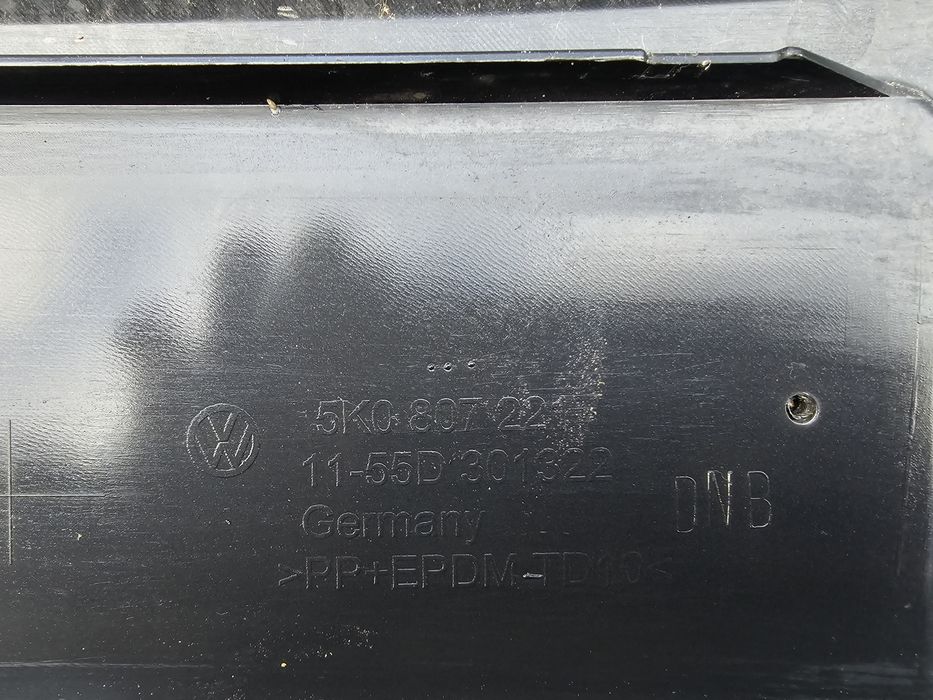 5K0 807 221
11-55D 301322
Germany
>PP+EPDM-TD10<
DNB